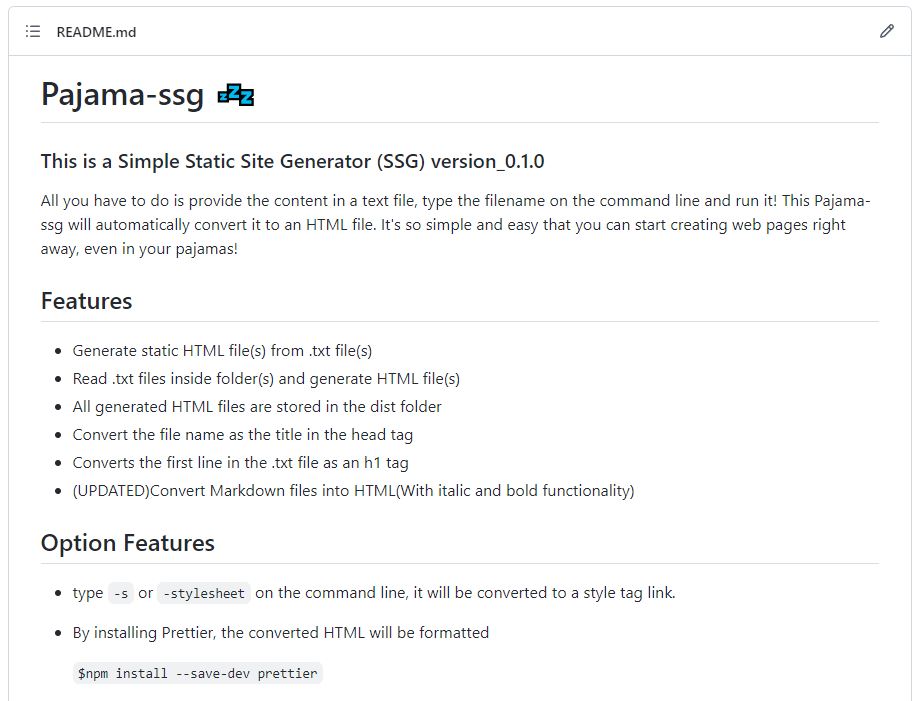 README.md
Pajama-ssg 💤
This is a Simple Static Site Generator (SSG) version_0.1.0
All you have to do is provide the content in a text file, type the filename on the command line and run it! This Pajama-
ssg will automatically convert it to an HTML file. It's so simple and easy that you can start creating web pages right
away, even in your pajamas!
Features
Generate static HTML file(s) from .txt file(s)
Read .txt files inside folder(s) and generate HTML file(s)
All generated HTML files are stored in the dist folder
Convert the file name as the title in the head tag
Converts the first line in the .txt file as an h1 tag
(UPDATED)Convert Markdown files into HTML(With italic and bold functionality)
Option Features
type -s or -stylesheet on the command line, it will be converted to a style tag link.
By installing Prettier, the converted HTML will be formatted
$npm install --save-dev prettier